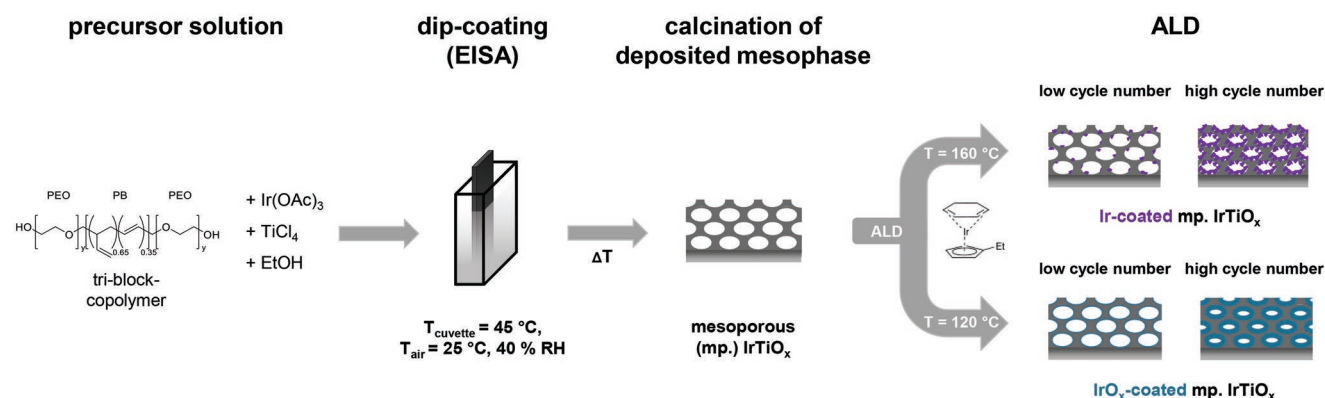 precursor solution
dip-coating
(EISA)
calcination of
deposited mesophase
ALD
PEO
PB
PEO
HO
O
y
0.65
0.35
O
OH
y
tri-block-
copolymer
+ Ir(OAc)₃
+ TiCl₄
+ EtOH
T_cuvette = 45 °C,
T_air = 25 °C, 40 % RH
ΔT
mesoporous
(mp.) IrTiOₓ
ALD
T = 160 °C
Ir
Et
T = 120 °C
low cycle number
high cycle number
Ir-coated mp. IrTiOₓ
low cycle number
high cycle number
IrOₓ-coated mp. IrTiOₓ